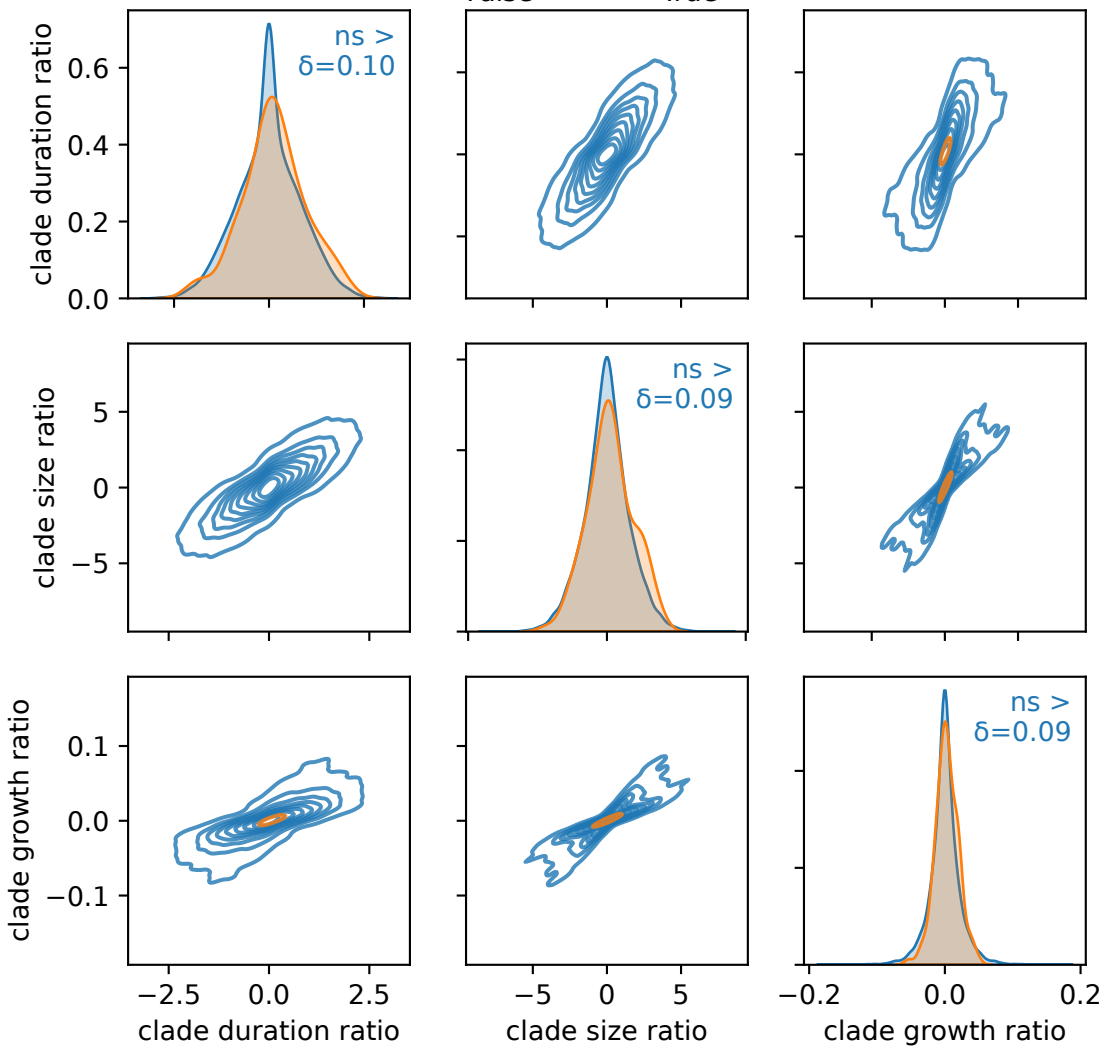 clade duration ratio
0.6
0.4
0.2
0.0
ns >
δ=0.10
clade size ratio
5
0
−5
ns >
δ=0.09
clade growth ratio
0.1
0.0
−0.1
ns >
δ=0.09
−2.5 0.0 2.5
−5 0 5
−0.2 0.0 0.2
clade duration ratio
clade size ratio
clade growth ratio